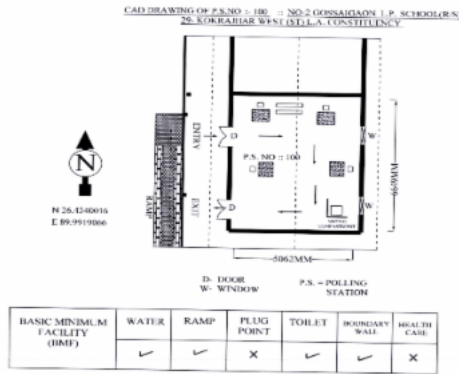 CAD DRAWING OF P.S.NO :- 100 :: NO-2 GOSSAIGAON L.P. SCHOOL(R/S)
29- KOKRAJHAR WEST (ST) L.A. CONSTITUENCY
ENTRY
D
W
P.S. NO :: 100
N
N 26.4240016
RAMP
EXIT
D
W
COMPARTMENT
6609MM
5062MM
D- DOOR
W- WINDOW
P.S. - POLLING
STATION
BASIC MINIMUM FACILITY (BMF) WATER RAMP PLUG POINT TOILET BOUNDARY WALL HEALTH CARE
✓ ✓ × ✓ ✓ ×